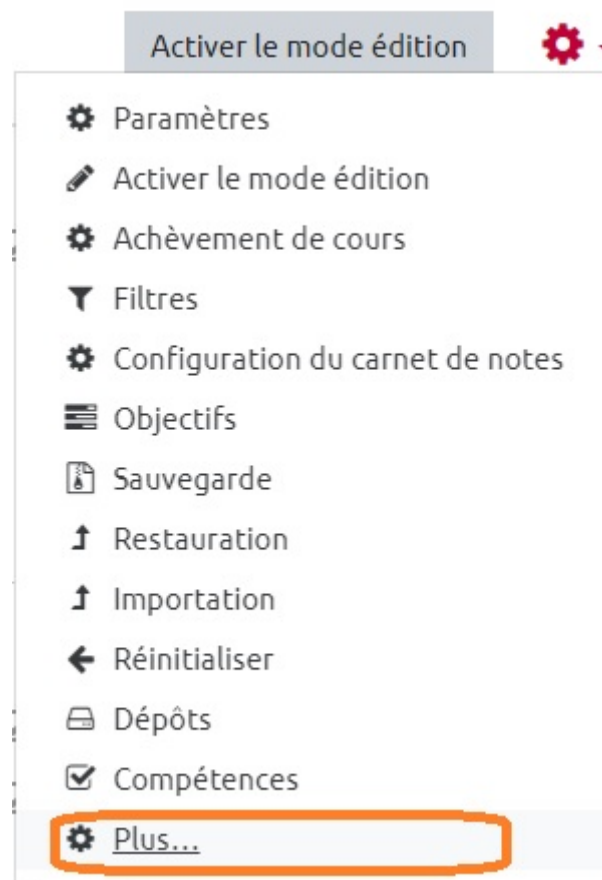 Activer le mode édition
Paramètres
Activer le mode édition
Achèvement de cours
Filtres
Configuration du carnet de notes
Objectifs
Sauvegarde
Restauration
Importation
Réinitialiser
Dépôts
Compétences
Plus...